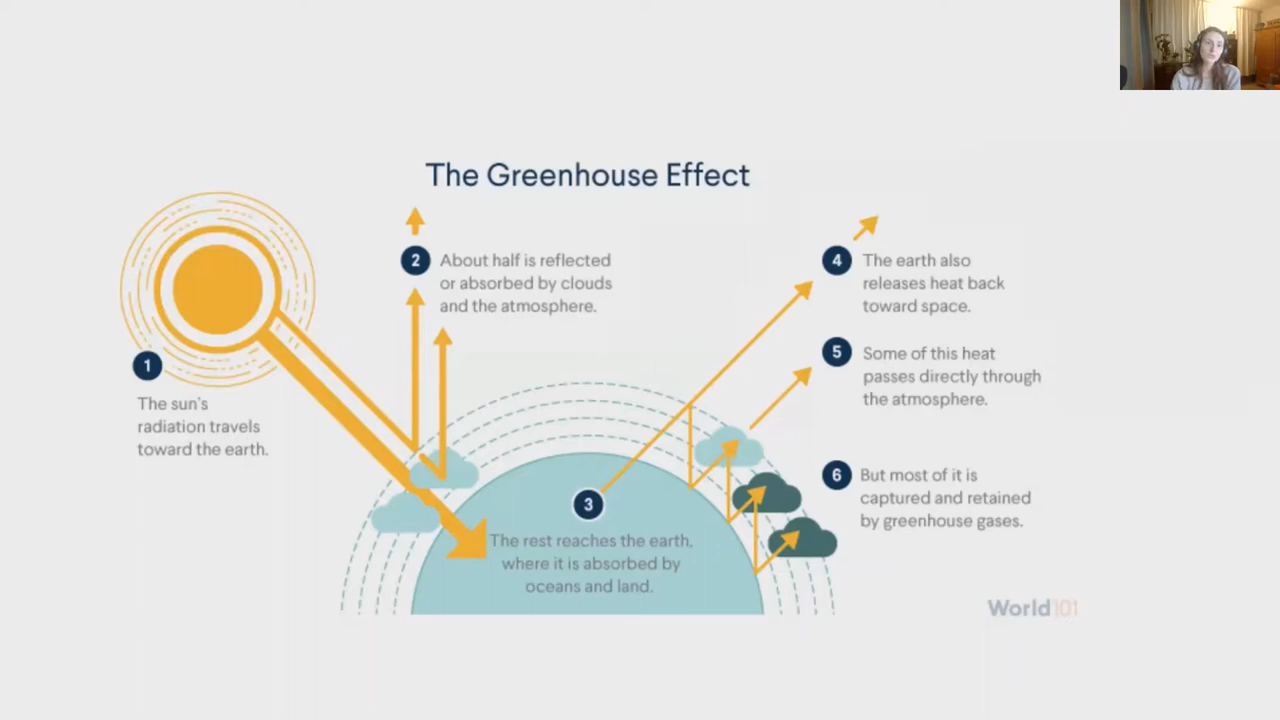 The Greenhouse Effect
1
The sun's
radiation travels
toward the earth.
2
About half is reflected
or absorbed by clouds
and the atmosphere.
3
The rest reaches the earth,
where it is absorbed by
oceans and land.
4
The earth also
releases heat back
toward space.
5
Some of this heat
passes directly through
the atmosphere.
6
But most of it is
captured and retained
by greenhouse gases.
World101